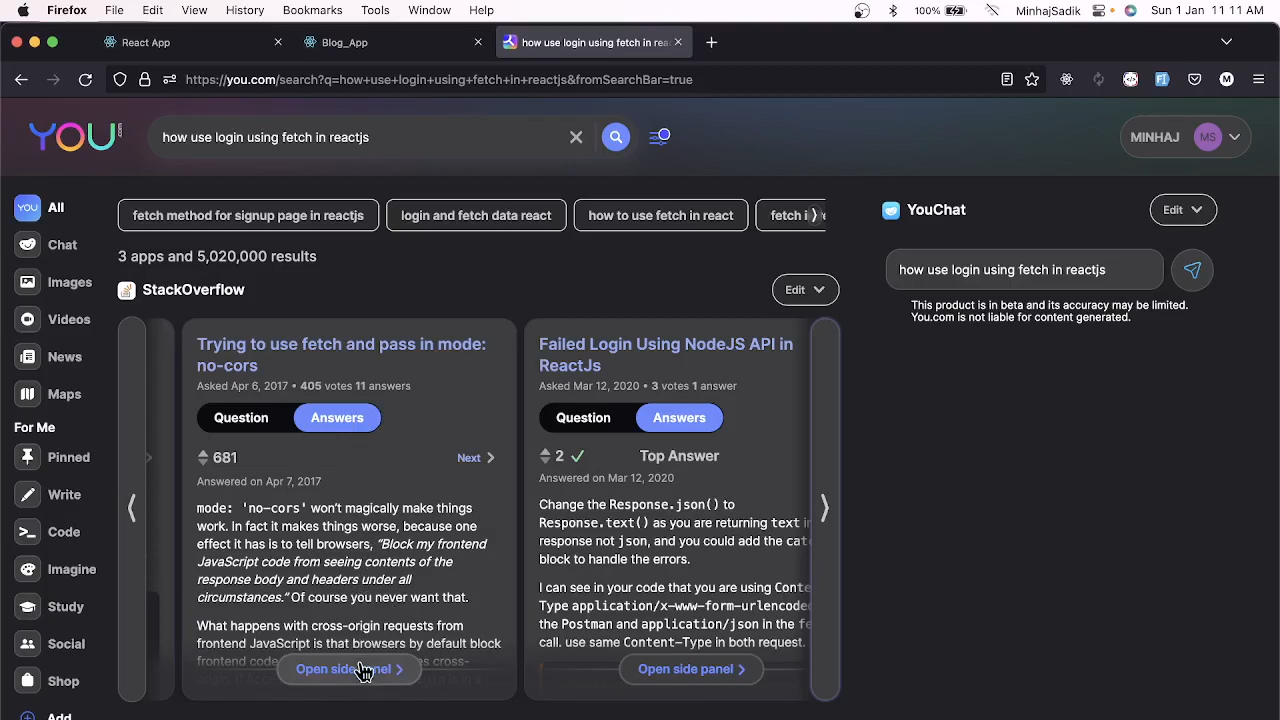 Firefox File Edit View History Bookmarks Tools Window Help 100% MinhajSadik Sun 1 Jan 11 11 AM
React App
Blog_App
how use login using fetch in rea
https://you.com/search?q=how+use+login+using+fetch+in+reactjs&fromSearchBar=true
M
YOU
how use login using fetch in reactjs
MINHAJ MS
YOU All
Chat
Images
Videos
News
Maps
For Me
Pinned
Write
Code
Imagine
Study
Social
Shop
Add
fetch method for signup page in reactjs
login and fetch data react
how to use fetch in react
3 apps and 5,020,000 results
StackOverflow
Edit
Trying to use fetch and pass in mode:
no-cors
Asked Apr 6, 2017 • 405 votes 11 answers
Question Answers
681 Next
Answered on Apr 7, 2017
mode: 'no-cors' won't magically make things
work. In fact it makes things worse, because one
effect it has is to tell browsers, "Block my frontend
JavaScript code from seeing contents of the
response body and headers under all
circumstances." Of course you never want that.
What happens with cross-origin requests from
frontend JavaScript is that browsers by default block
frontend code
Open side panel
Failed Login Using NodeJS API in
ReactJs
Asked Mar 12, 2020 • 3 votes 1 answer
Question Answers
2 Top Answer
Answered on Mar 12, 2020
Change the Response.json() to
Response.text() as you are returning text in
response not json, and you could add the cat
block to handle the errors.
I can see in your code that you are using Conte
Type application/x-www-form-urlencoded
the Postman and application/json in the fe
call. use same Content-Type in both request.
Open side panel
YouChat
Edit
how use login using fetch in reactjs
This product is in beta and its accuracy may be limited.
You.com is not liable for content generated.